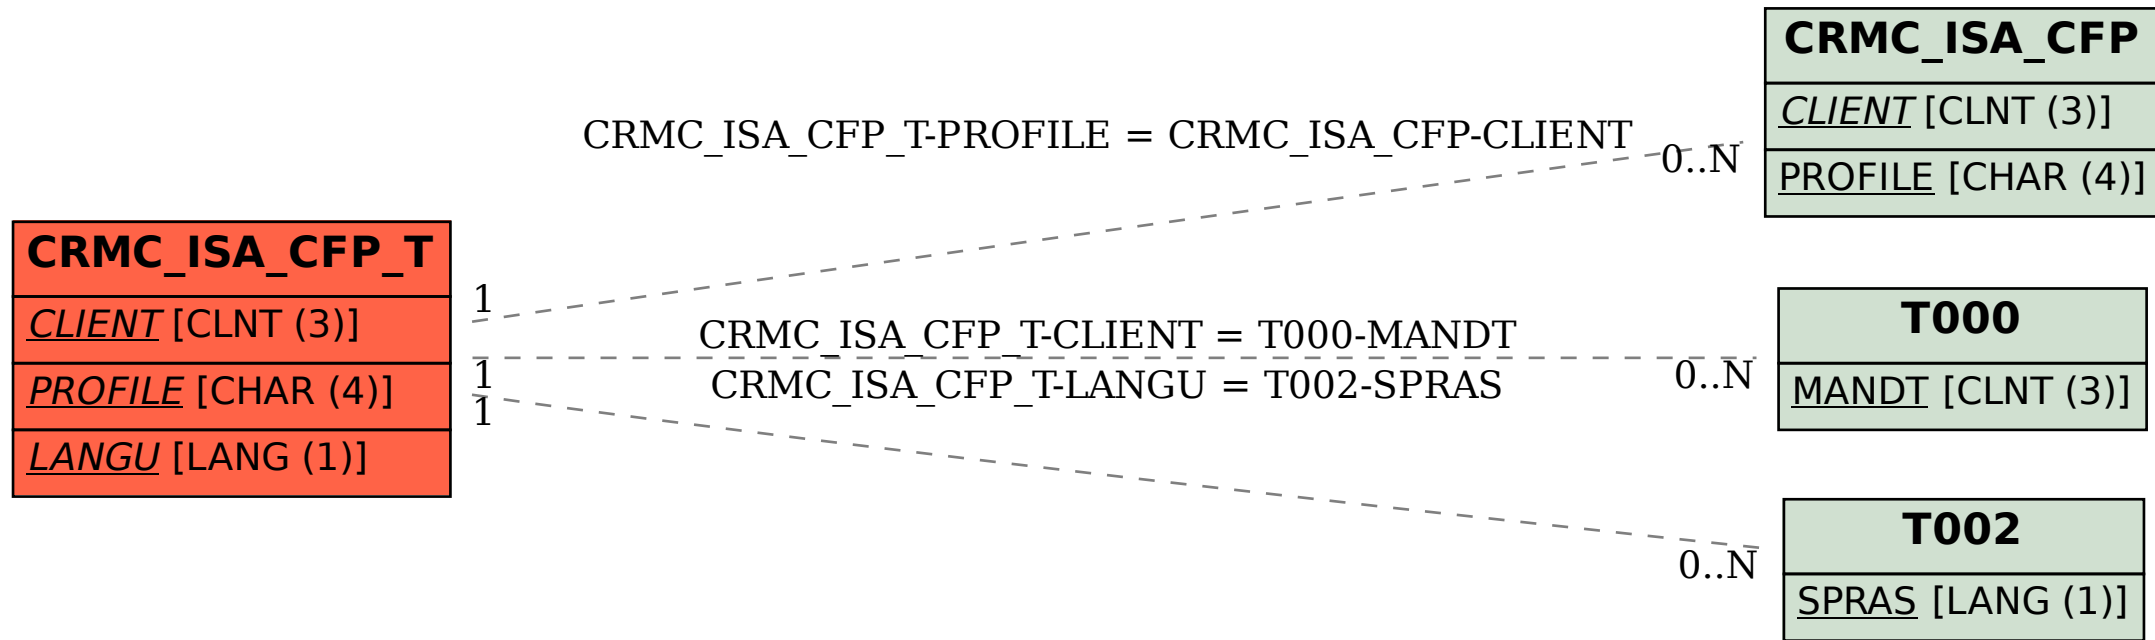 CRMC_ISA_CFP_T
CLIENT [CLNT (3)]
PROFILE [CHAR (4)]
LANGU [LANG (1)]
CRMC_ISA_CFP_T-PROFILE = CRMC_ISA_CFP-CLIENT
0..N
1
CRMC_ISA_CFP_T-CLIENT = T000-MANDT
0..N
1
CRMC_ISA_CFP_T-LANGU = T002-SPRAS
1
0..N
CRMC_ISA_CFP
CLIENT [CLNT (3)]
PROFILE [CHAR (4)]
T000
MANDT [CLNT (3)]
T002
SPRAS [LANG (1)]